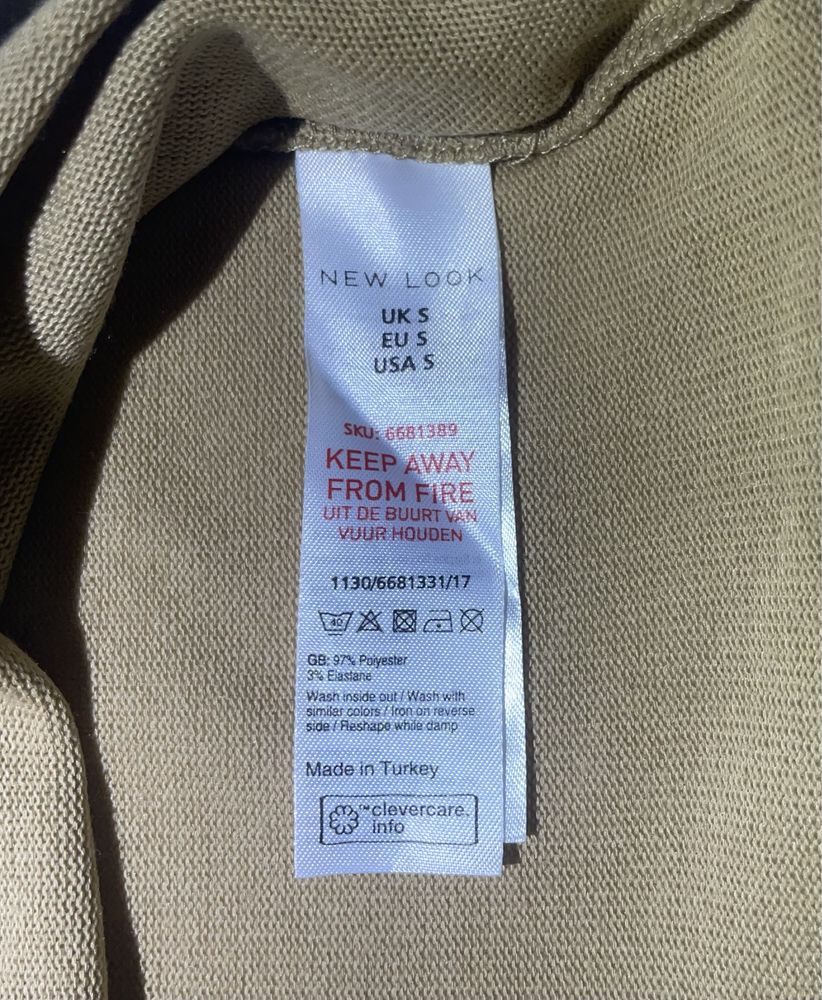 NEW LOOK
UK S
EU S
USA S
SKU: 6681389
KEEP AWAY
FROM FIRE
UIT DE BUURT VAN
VUUR HOUDEN
1130/6681331/17
40
GB: 97% Polyester
3% Elastane
Wash inside out / Wash with
similar colors / Iron on reverse
side / Reshape while damp
Made in Turkey
™clevercare.
info